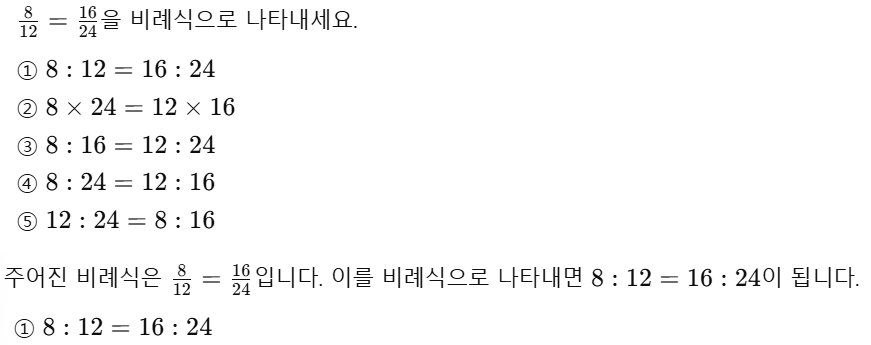 8/12 = 16/24을 비례식으로 나타내세요.
① 8 : 12 = 16 : 24
② 8 × 24 = 12 × 16
③ 8 : 16 = 12 : 24
④ 8 : 24 = 12 : 16
⑤ 12 : 24 = 8 : 16
주어진 비례식은 8/12 = 16/24입니다. 이를 비례식으로 나타내면 8 : 12 = 16 : 24이 됩니다.
① 8 : 12 = 16 : 24